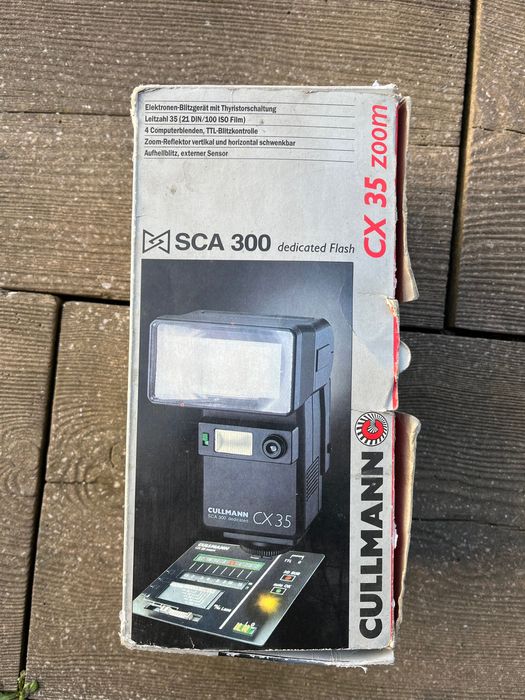 Elektronen-Blitzgerät mit Thyristorschaltung
Leitzahl 35 (21 DIN/100 ISO Film)
4 Computerblenden, TTL-Blitzkontrolle
Zoom-Reflektor vertikal und horizontal schwenkbar
Aufhellblitz, externer Sensor
SCA 300 dedicated Flash
CX 35 zoom
CULLMANN
CULLMANN
SCA 300 dedicated CX 35
CULLMANN
TTL